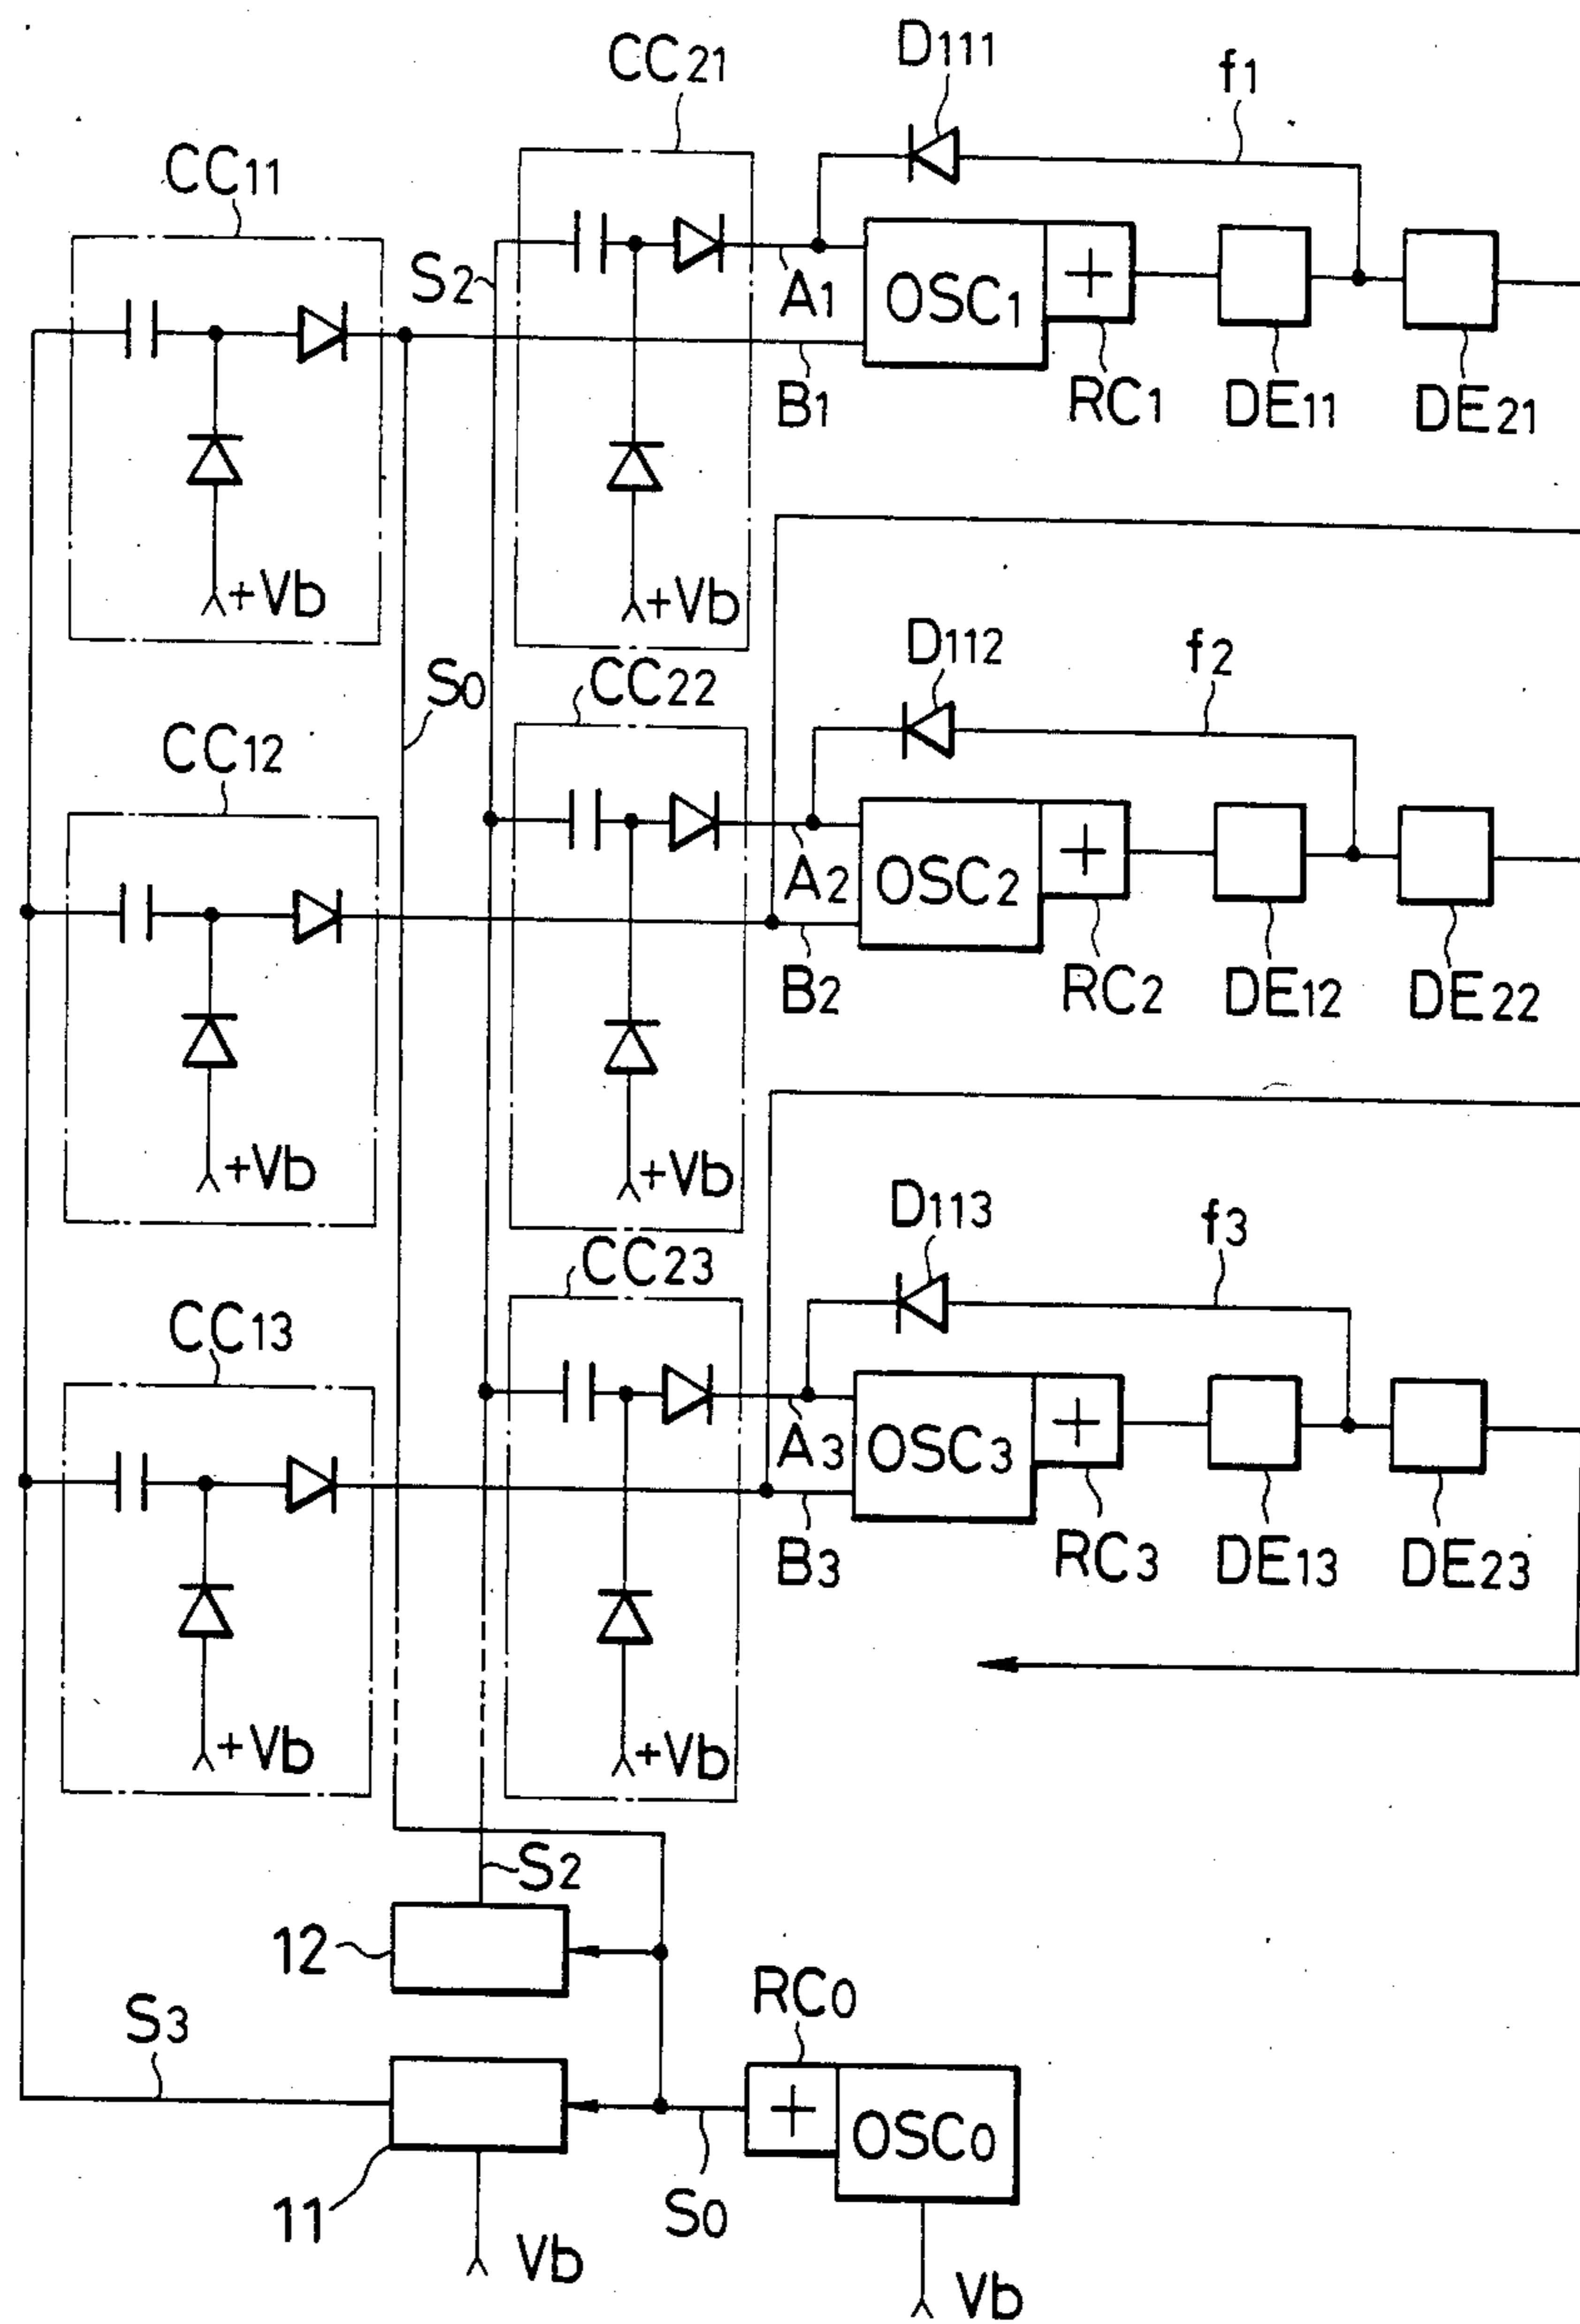 D111
CC21
f1
CC11
S2
A1
OSC1
+
B1
RC1
DE11
DE21
+Vb
+Vb
D112
f2
S0
CC22
CC12
A2
OSC2
+
B2
RC2
DE12
DE22
+Vb
+Vb
D113
f3
CC23
CC13
A3
OSC3
+
B3
RC3
DE13
DE23
+Vb
+Vb
S2
12
RC0
S3
+
OSC0
11
S0
Vb
Vb